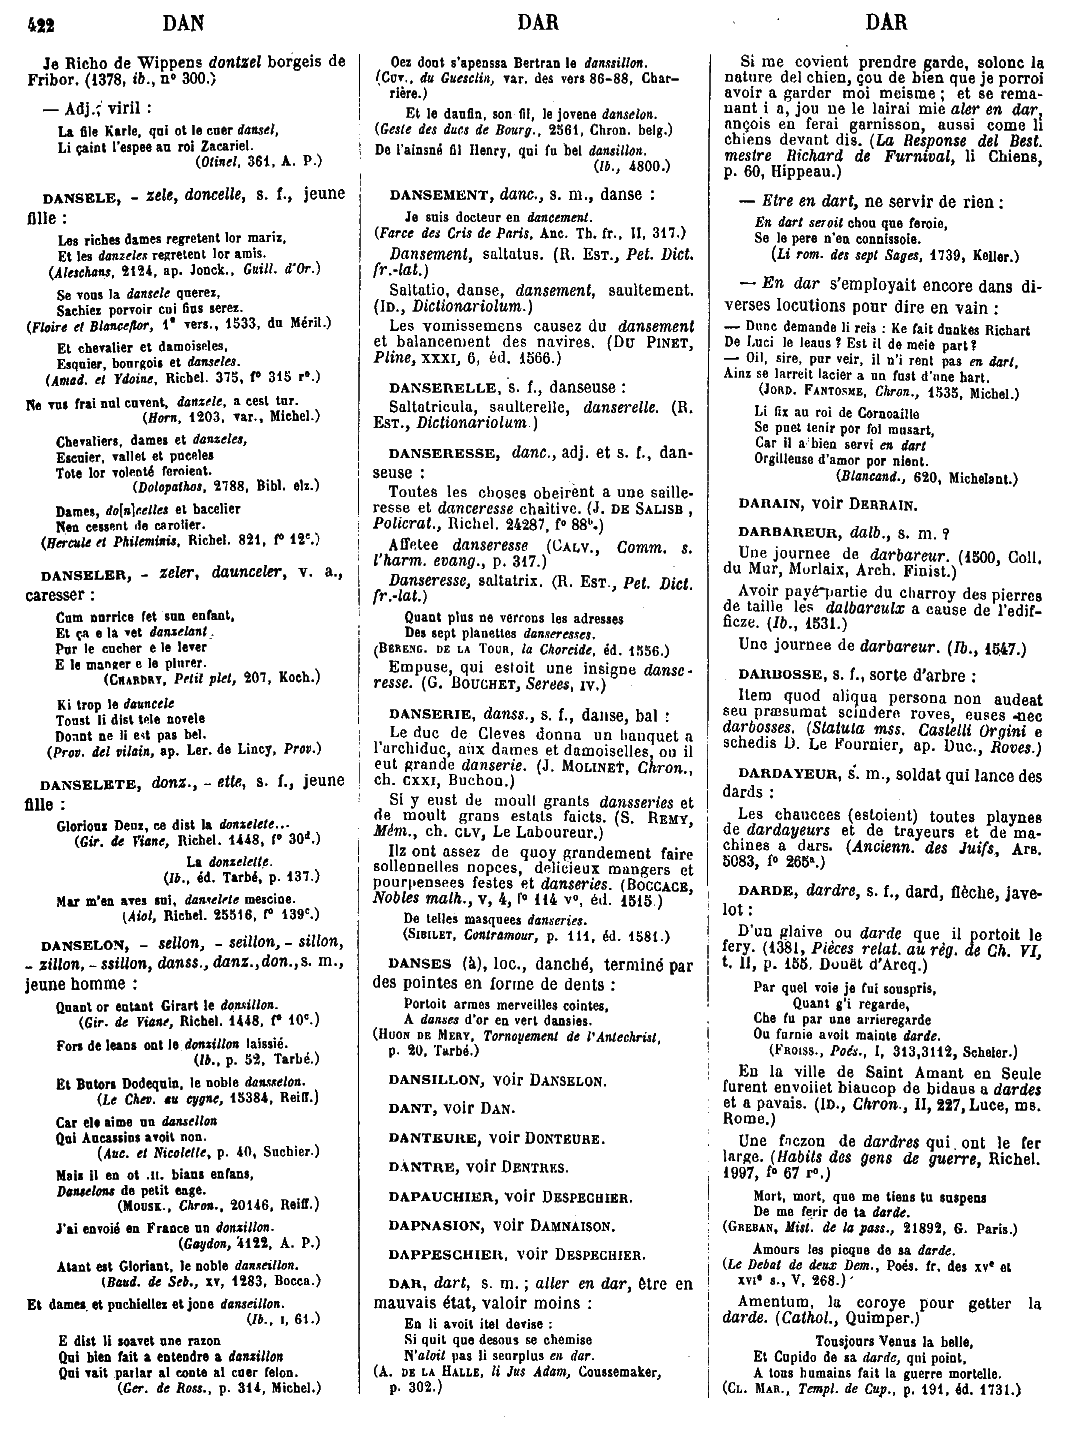 422 DAN DAR DAR
Je Richo de Wippens dontzel borgeis de
Fribor. (1378, ib., n° 300.)
— Adj., viril :
La file Karle, qui ot le cuer dansel,
Li çaint l'espee au roi Zacariel.
(Otinel, 361, A. P.)
DANSELE, - zele, doncelle, s. f., jeune
fille :
Les riches dames regretent lor mariz,
Et les danzeles regretent lor amis.
(Aleschans, 2124, ap. Jonck., Guill. d'Or.)
Se vous la dansele querez,
Sachiez porvoir cui fius serez.
(Floire et Blanceflor, 1e vers., 1533, du Méril.)
Et chevalier et damoiseles,
Esquier, bourgois et danseles.
(Amad. et Ydoine, Richel. 375, f° 315 r°.)
Ne vus frai nul cuvent, danzele, a cest tur.
(Horn, 1203, var., Michel.)
Chevaliers, dames et danzeles,
Escuier, vallet et puceles
Tote lor volenté feroient.
(Dolopathos, 2788, Bibl. elz.)
Dames, do[n]celles et bacelier
Nen cessent de caroller.
(Hercule et Phileminis, Richel. 821, f° 12c.)
DANSELER, - zeler, daunceler, v. a.,
caresser :
Cum norrice fet sun enfant,
Et ça e la vet danzelant.
Pur le cucher e le lever
E le manger e le plurer.
(CHARDRY, Petit plet, 207, Koch.)
Ki trop le dauncele
Toust li dist tele novele
Dount ne li est pas bel.
(Prov. del vilain, ap. Ler. de Lincy, Prov.)
DANSELETE, donz., - ette, s. f., jeune
fille :
Glorioux Deux, ce dist la donzelete...
(Gir. de Viane, Richel. 1448, f° 30d.)
La donzelette.
(Ib., éd. Tarbé, p. 137.)
Mar m'en aves sui, danselete mescine.
(Aiol, Richel. 25516, f° 139c.)
DANSELON, - sellon, - seillon, - sillon,
- zillon, - ssillon, danss., danz., don., s. m.,
jeune homme :
Quant or entant Girart le donsillon.
(Gir. de Viane, Richel. 1448, f° 10c.)
Fors de leans ont le donzillon laissié.
(Ib., p. 52, Tarbé.)
Et Butors Dodequin, le noble dansselon.
(Le Chev. au cygne, 15384, Reiff.)
Car ele aime un dansellon
Qui Aucassins avoit non.
(Auc. et Nicolette, p. 40, Suchier.)
Mais il en ot .ii. biaus enfans,
Danselons de petit eage.
(MOUSK., Chron., 20146, Reiff.)
J'ai envoié en France un donzillon.
(Gaydon, 4122, A. P.)
Atant est Gloriant, le noble danseillon.
(Baud. de Seb., XV, 1283, Bocca.)
Et dames et puchielles et jone danseillon.
(Ib., I, 61.)
E dist li soavet une razon
Qui bien fait a entendre a danzillon
Qui vait parlar al conte al cuer felon.
(Ger. de Ross., p. 314, Michel.)
Oez dont s'apenssa Bertran le danssillon.
(CUV., du Guesclin, var. des vers 86-88, Char-
rière.)
Et le daufin, son fil, le jovene danselon.
(Geste des ducs de Bourg., 2561, Chron. belg.)
De l'ainsné fil Henry, qui fu bel dansillon.
(Ib., 4800.)
DANSEMENT, danc., s. m., danse :
Je suis docteur en dancement.
(Farce des Cris de Paris, Anc. Th. fr., II, 317.)
Dansement, saltatus. (R. EST., Pet. Dict.
fr.-lat.)
Saltatio, danse, dansement, saultement.
(ID., Dictionariolum.)
Les vomissemens causez du dansement
et balancement des navires. (DU PINET,
Pline, XXXI, 6, éd. 1566.)
DANSERELLE, s. f., danseuse :
Saltatricula, saulterelle, danserelle. (R.
EST., Dictionariolum.)
DANSERESSE, danc., adj. et s. f., dan-
seuse :
Toutes les choses obeirent a une saille-
resse et danceresse chaitive. (J. DE SALISB,
Policrat., Richel. 24287, f° 88b.)
Affetee danseresse (CALV., Comm. s.
l'harm. evang., p. 317.)
Danseresse, saltatrix. (R. EST., Pet. Dict.
fr.-lat.)
Quant plus ne verrons les adresses
Des sept planettes danseresses.
(BERENG. DE LA TOUR, la Choreide, éd. 1556.)
Empuse, qui estoit une insigne danse-
resse. (G. BOUCHET, Serees, IV.)
DANSERIE, danss., s. f., danse, bal :
Le duc de Cleves donna un banquet a
l'archiduc, aux dames et damoiselles, ou il
eut grande danserie. (J. MOLINET, Chron.,
ch. CXXI, Buchon.)
Si y eust de moult grants dansseries et
de moult grans estats faicts. (S. REMY,
Mém., ch. CLV, Le Laboureur.)
Ilz ont assez de quoy grandement faire
sollennelles nopces, delicieux mangers et
pourpensees festes et danseries. (BOCCACE,
Nobles malh., V, 4, f° 114 v°, éd. 1515.)
De telles masquees danseries.
(SIBILET, Contramour, p. 111, éd. 1581.)
DANSES (à), loc., danché, terminé par
des pointes en forme de dents :
Portoit armes merveilles cointes,
A danses d'or en vert dansies.
(HUON DE MERY, Tornoyement de l'Antechrist,
p. 20, Tarbé.)
DANSILLON, voir DANSELON.
DANT, voir DAN.
DANTEURE, voir DONTEURE.
DANTRE, voir DENTRES.
DAPAUCHIER, voir DESPECHIER.
DAPNASION, voir DAMNAISON.
DAPPESCHIER, voir DESPECHIER.
DAR, dart, s. m. ; aller en dar, être en
mauvais état, valoir moins :
En li avoit itel devise :
Si quit que desous se chemise
N'aloit pas li seurplus en dar.
(A. DE LA HALLE, li Jus Adam, Coussemaker,
p. 302.)
Si me covient prendre garde, solonc la
nature del chien, çou de bien que je porroi
avoir a garder moi meisme ; et se rema-
nant i a, jou ne le lairai mie aler en dar,
ançois en ferai garnisson, aussi come li
chiens devant dis. (La Response del Best.
mestre Richard de Furnival, li Chiens,
p. 60, Hippeau.)
— Etre en dart, ne servir de rien :
En dart seroit chou que feroie,
Se le pere n'en connissoie.
(Li rom. des sept Sages, 1739, Keller.)
— En dar s'employait encore dans di-
verses locutions pour dire en vain :
— Dunc demande li reis : Ke fait dunkes Richart
De Luci le leaus ? Est il de meie part ?
— Oil, sire, pur veir, il n'i rent pas en dart,
Ainz se larreit lacier a un fust d'une hart.
(JORD. FANTOSME, Chron., 1535, Michel.)
Li fix au roi de Cornoaille
Se puet tenir por fol musart,
Car il a bien servi en dart
Orgilleuse d'amor por nient.
(Blancand., 620, Michelant.)
DARAIN, voir DERRAIN.
DARBAREUR, dalb., s. m. ?
Une journee de darbareur. (1500, Coll.
du Mur, Morlaix, Arch. Finist.)
Avoir payé partie du charroy des pierres
de taille les dalbareulx a cause de l'edif-
ficze. (Ib., 1531.)
Une journee de darbareur. (Ib., 1547.)
DARBOSSE, s. f., sorte d'arbre :
Item quod aliqua persona non audeat
seu præsumat scindere roves, euses nec
darbosses. (Statuta mss. Castelli Orgini e
schedis D. Le Fournier, ap. Duc., Roves.)
DARDAYEUR, s. m., soldat qui lance des
dards :
Les chaucees (estoient) toutes playnes
de dardayeurs et de trayeurs et de ma-
chines a dars. (Ancienn. des Juifs, ARS.
5083, f° 265a.)
DARDE, dardre, s. f., dard, flèche, jave-
lot :
D'un glaive ou darde que il portoit le
fery. (1381, Pièces relat. au règ. de Ch. VI,
t. II, p. 155, Douët d'Arcq.)
Par quel voie je fui souspris,
Quant g'i regarde,
Che fu par une arrieregarde
Ou furnie avoit mainte darde.
(FROISS., Poés., I, 313,3112, Scheler.)
En la ville de Saint Amant en Seule
furent envoiiet biaucop de bidaus a dardes
et a pavais. (ID., Chron., II, 227, Luce, ms.
Rome.)
Une faczon de dardres qui ont le fer
large. (Habits des gens de guerre, Richel.
1997, f° 67 r°.)
Mort, mort, que me tiens tu suspens
De me ferir de ta darde.
(GREBAN, Mist. de la pass., 21892, G. Paris.)
Amours les picque de sa darde.
(Le Debat de deux Dem., Poés. fr. des XVe et
XVIe s., V, 268.)
Amentum, la coroye pour getter la
darde. (Cathol., Quimper.)
Tousjours Venus la belle,
Et Cupido de sa darde, qui point,
A tous humains fait la guerre mortelle.
(CL. MAR., Templ. de Cup., p. 191, éd. 1731.)